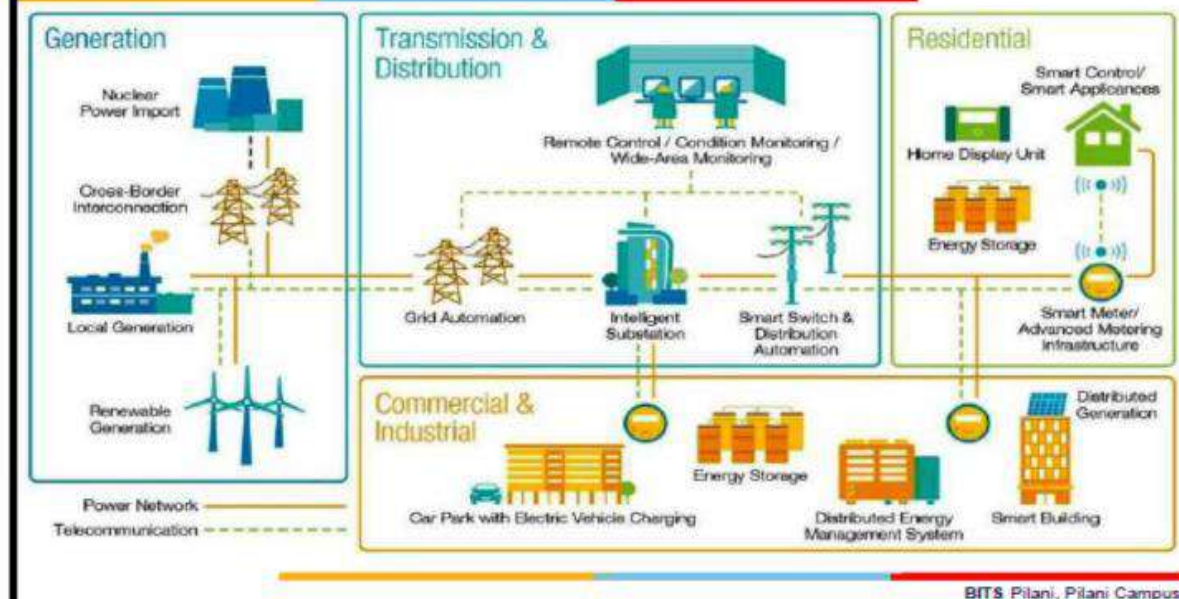 Generation
Nuclear
Power Import
Cross-Border
Interconnection
Local Generation
Renewable
Generation
Power Network
Telecommunication
Transmission &
Distribution
Remote Control / Condition Monitoring /
Wide-Area Monitoring
Grid Automation
Intelligent
Substation
Smart Switch &
Distribution
Automation
Residential
Smart Control/
Smart Applicances
Home Display Unit
Energy Storage
Smart Meter/
Advanced Metering
Infrastructure
Commercial &
Industrial
Car Park with Electric Vehicle Charging
Energy Storage
Distributed Energy
Management System
Distributed
Generation
Smart Building
BITS Pilani, Pilani Campus